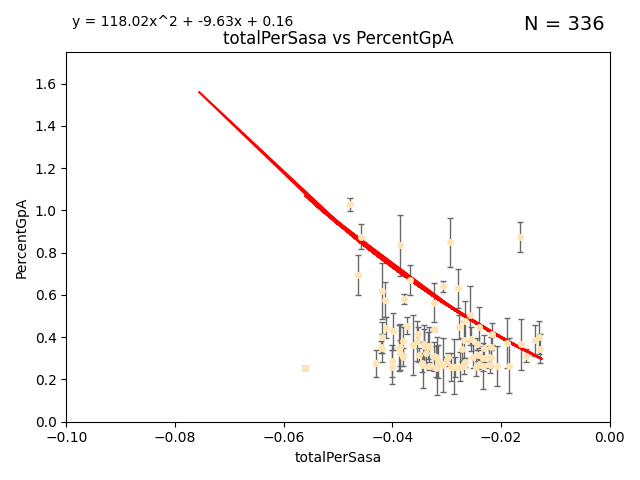 y = 118.02x^2 + -9.63x + 0.16
N = 336
totalPerSasa vs PercentGpA
PercentGpA
1.6
1.4
1.2
1.0
0.8
0.6
0.4
0.2
0.0
−0.10 −0.08 −0.06 −0.04 −0.02 0.00
totalPerSasa